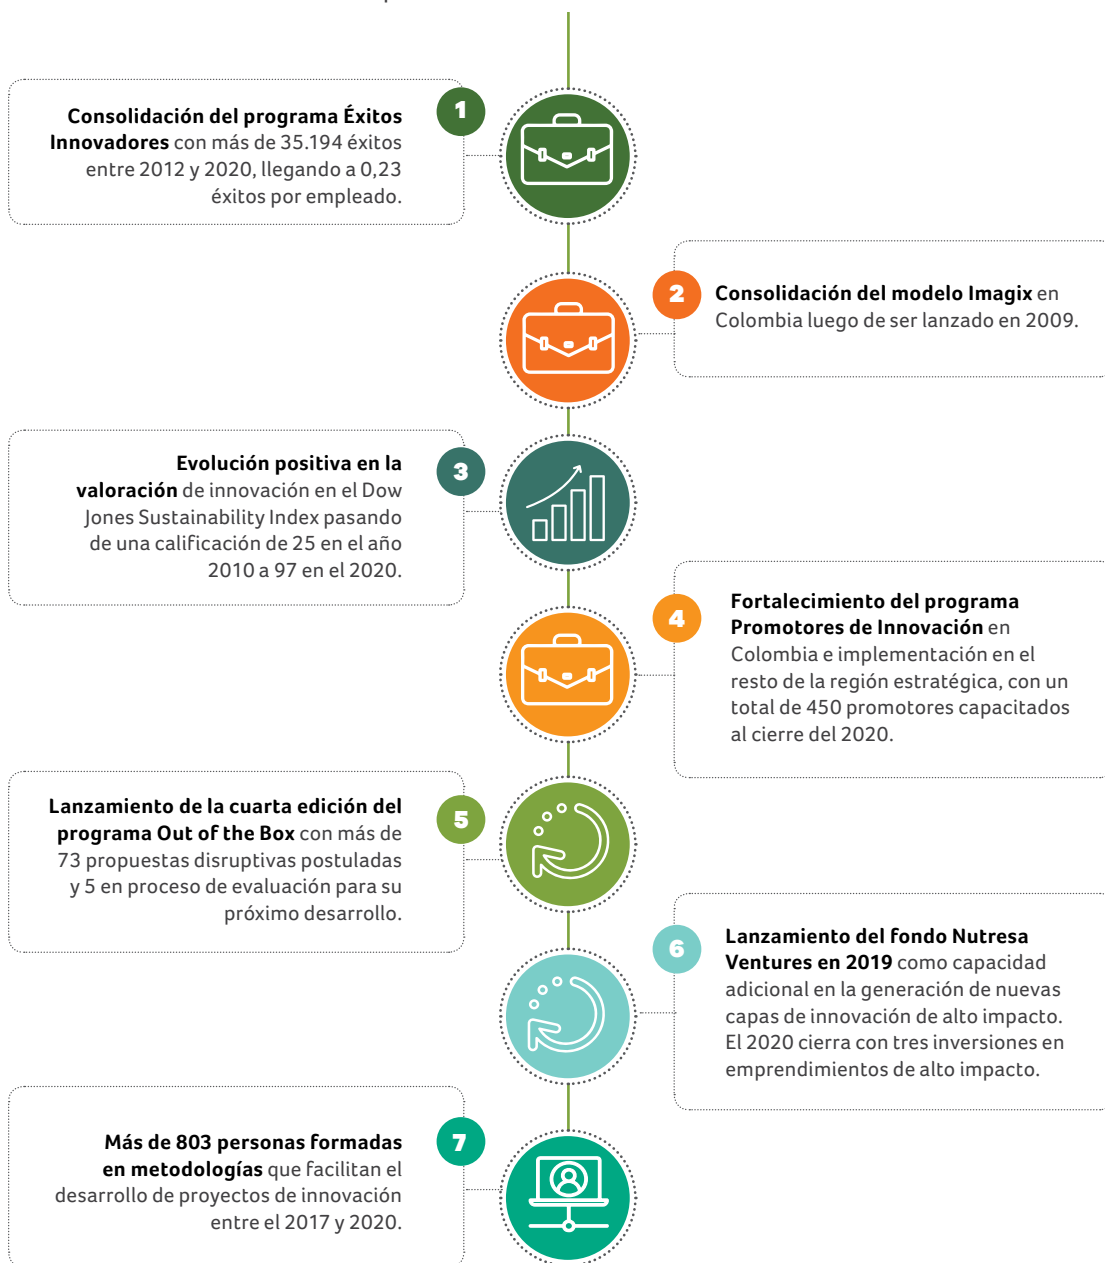 1
Consolidación del programa Éxitos
Innovadores con más de 35.194 éxitos
entre 2012 y 2020, llegando a 0,23
éxitos por empleado.
2
Consolidación del modelo Imagix en
Colombia luego de ser lanzado en 2009.
3
Evolución positiva en la
valoración de innovación en el Dow
Jones Sustainability Index pasando
de una calificación de 25 en el año
2010 a 97 en el 2020.
4
Fortalecimiento del programa
Promotores de Innovación en
Colombia e implementación en el
resto de la región estratégica, con un
total de 450 promotores capacitados
al cierre del 2020.
5
Lanzamiento de la cuarta edición del
programa Out of the Box con más de
73 propuestas disruptivas postuladas
y 5 en proceso de evaluación para su
próximo desarrollo.
6
Lanzamiento del fondo Nutresa
Ventures en 2019 como capacidad
adicional en la generación de nuevas
capas de innovación de alto impacto.
El 2020 cierra con tres inversiones en
emprendimientos de alto impacto.
7
Más de 803 personas formadas
en metodologías que facilitan el
desarrollo de proyectos de innovación
entre el 2017 y 2020.